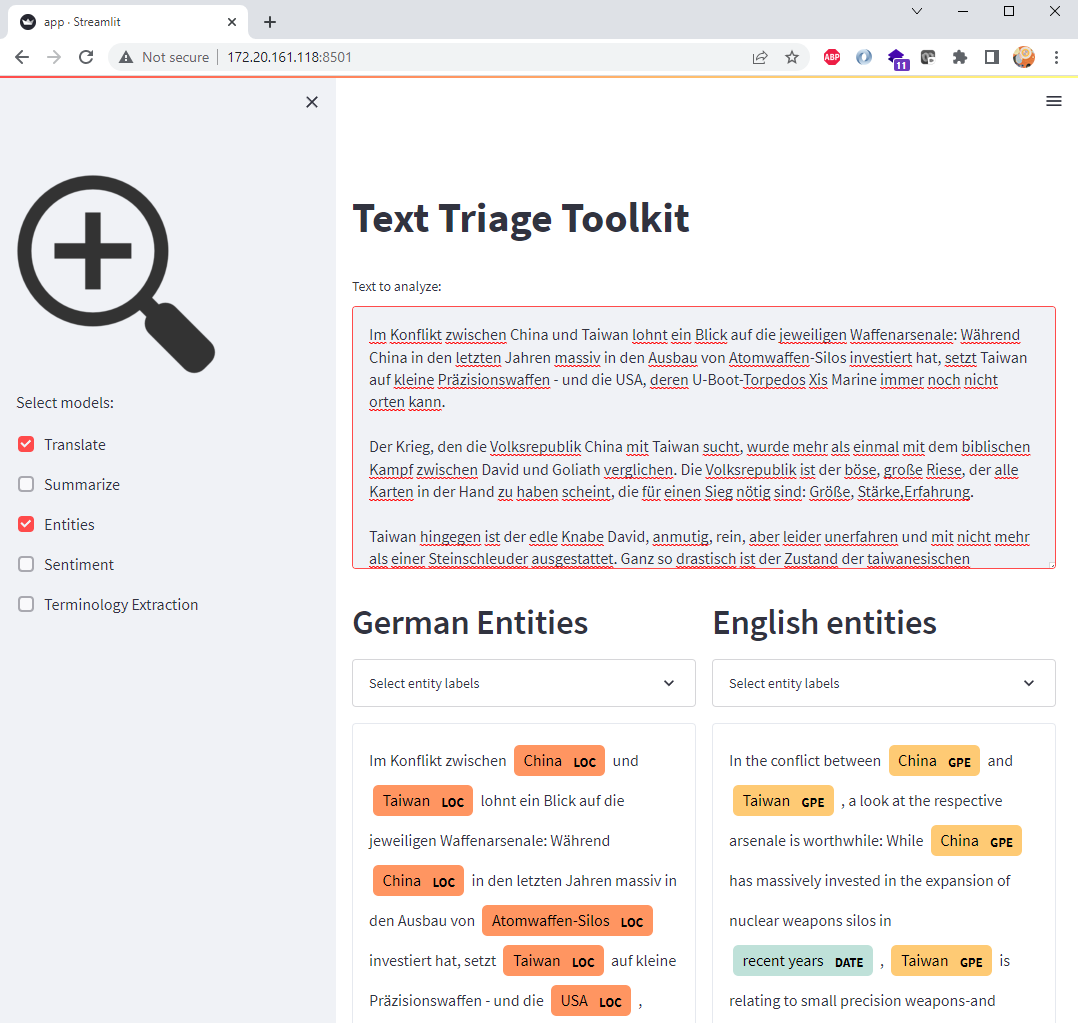 app · Streamlit
Not secure
172.20.161.118:8501
ABP
11
Select models:
Translate
Summarize
Entities
Sentiment
Terminology Extraction
Text Triage Toolkit
Text to analyze:
Im Konflikt zwischen China und Taiwan lohnt ein Blick auf die jeweiligen Waffenarsenale: Während
China in den letzten Jahren massiv in den Ausbau von Atomwaffen-Silos investiert hat, setzt Taiwan
auf kleine Präzisionswaffen - und die USA, deren U-Boot-Torpedos Xis Marine immer noch nicht
orten kann.
Der Krieg, den die Volksrepublik China mit Taiwan sucht, wurde mehr als einmal mit dem biblischen
Kampf zwischen David und Goliath verglichen. Die Volksrepublik ist der böse, große Riese, der alle
Karten in der Hand zu haben scheint, die für einen Sieg nötig sind: Größe, Stärke,Erfahrung.
Taiwan hingegen ist der edle Knabe David, anmutig, rein, aber leider unerfahren und mit nicht mehr
als einer Steinschleuder ausgestattet. Ganz so drastisch ist der Zustand der taiwanesischen
German Entities
Select entity labels
Im Konflikt zwischen China LOC und
Taiwan LOC lohnt ein Blick auf die
jeweiligen Waffenarsenale: Während
China LOC in den letzten Jahren massiv in
den Ausbau von Atomwaffen-Silos LOC
investiert hat, setzt Taiwan LOC auf kleine
Präzisionswaffen - und die USA LOC ,
English entities
Select entity labels
In the conflict between China GPE and
Taiwan GPE , a look at the respective
arsenale is worthwhile: While China GPE
has massively invested in the expansion of
nuclear weapons silos in
recent years DATE , Taiwan GPE is
relating to small precision weapons-and